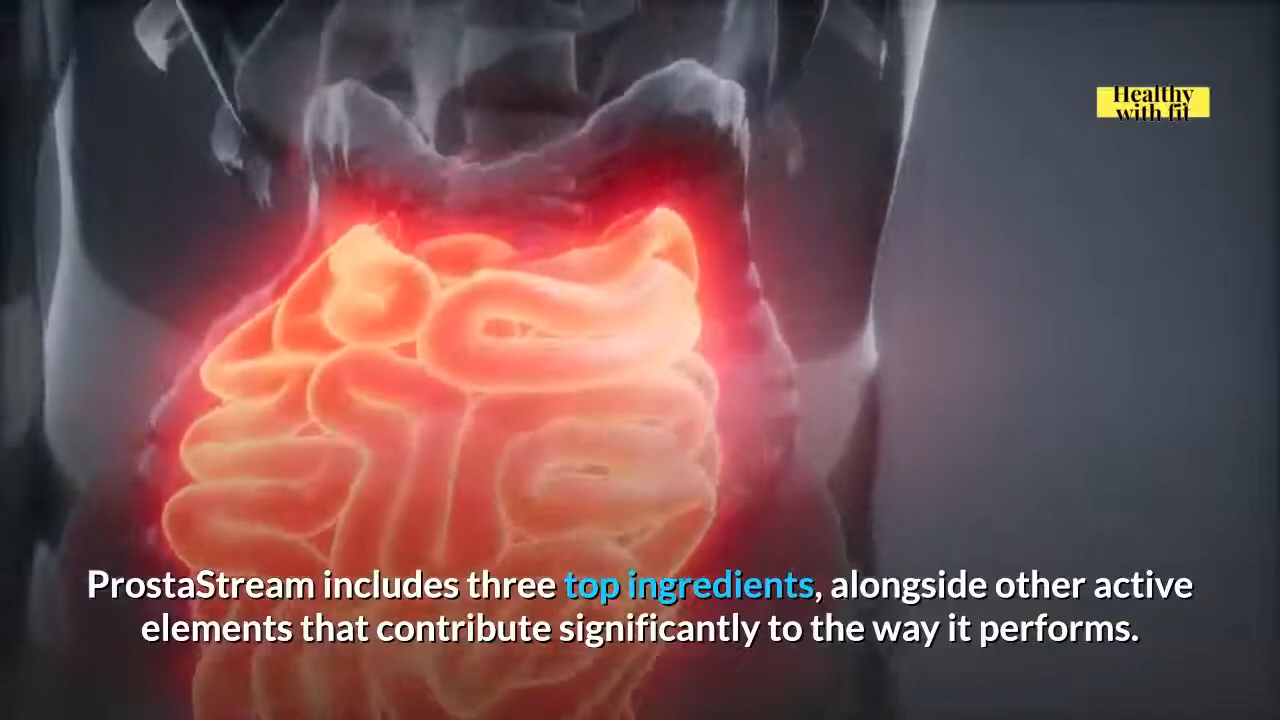 Healthy
with fit
ProstaStream includes three top ingredients, alongside other active
elements that contribute significantly to the way it performs.